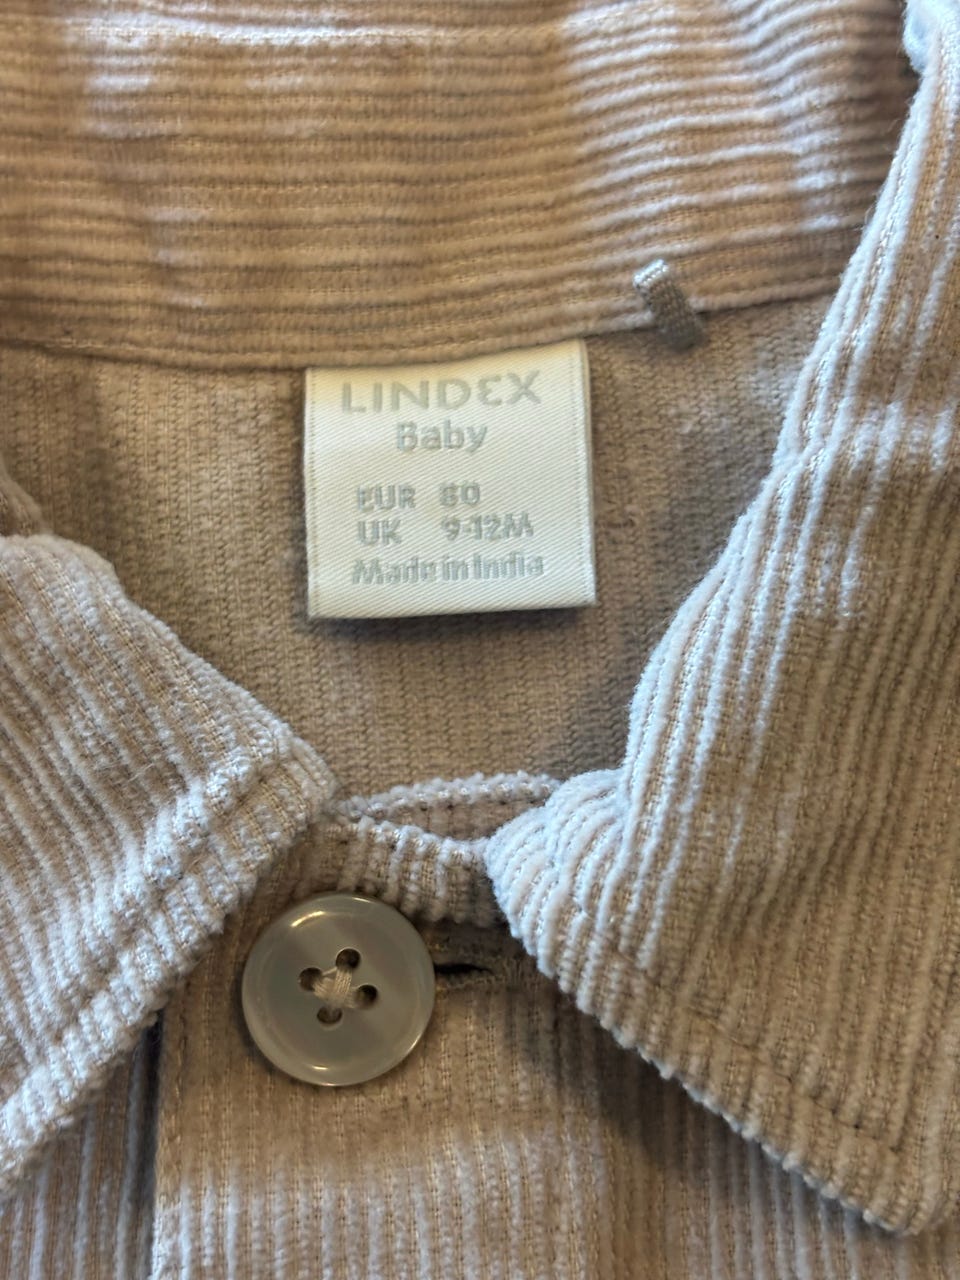 LINDEX
Baby
EUR 80
UK 9-12M
Made in India